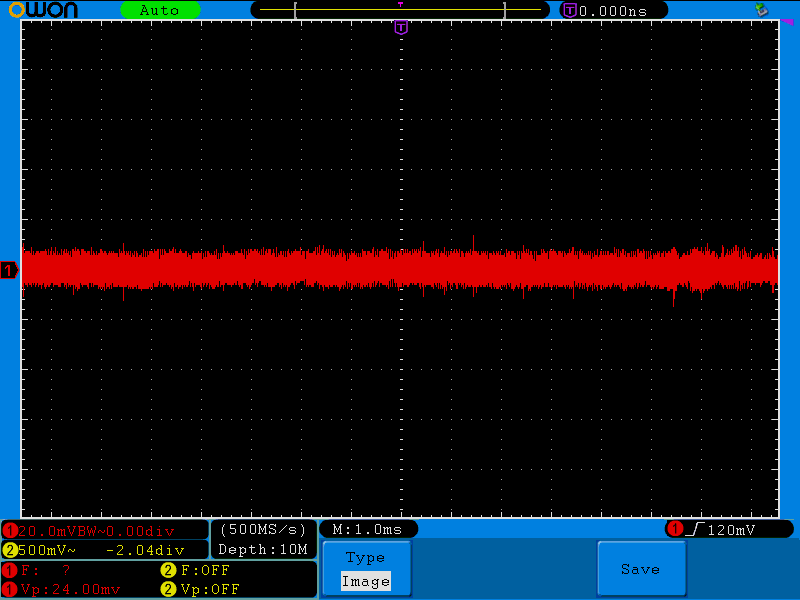 OWON Auto T 0.000ns
T
1
1 20.0mVBW~0.00div (500MS/s) M:1.0ms 1 120mV
2 500mV~ -2.04div Depth:10M
1 F: ? 2 F:OFF Type
1 Vp:24.00mv 2 Vp:OFF Image Save